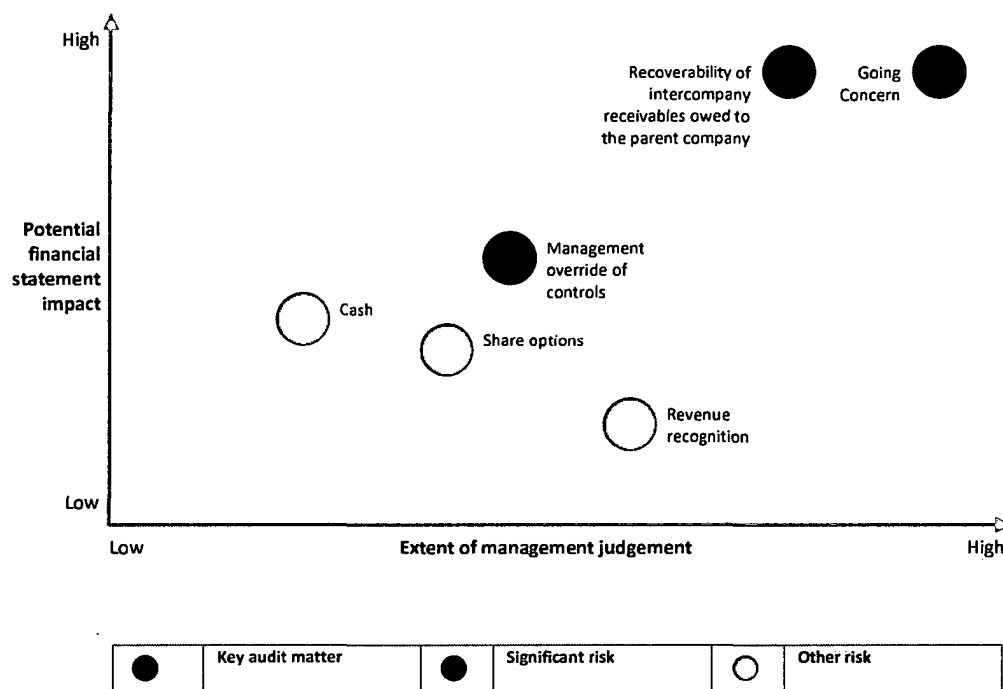 High
Recoverability of
intercompany
receivables owed to
the parent company
Going
Concern
Potential
financial
statement
impact
Management
override of
controls
Cash
Share options
Revenue
recognition
Low
Low
Extent of management judgement
High
Key audit matter
Significant risk
Other risk